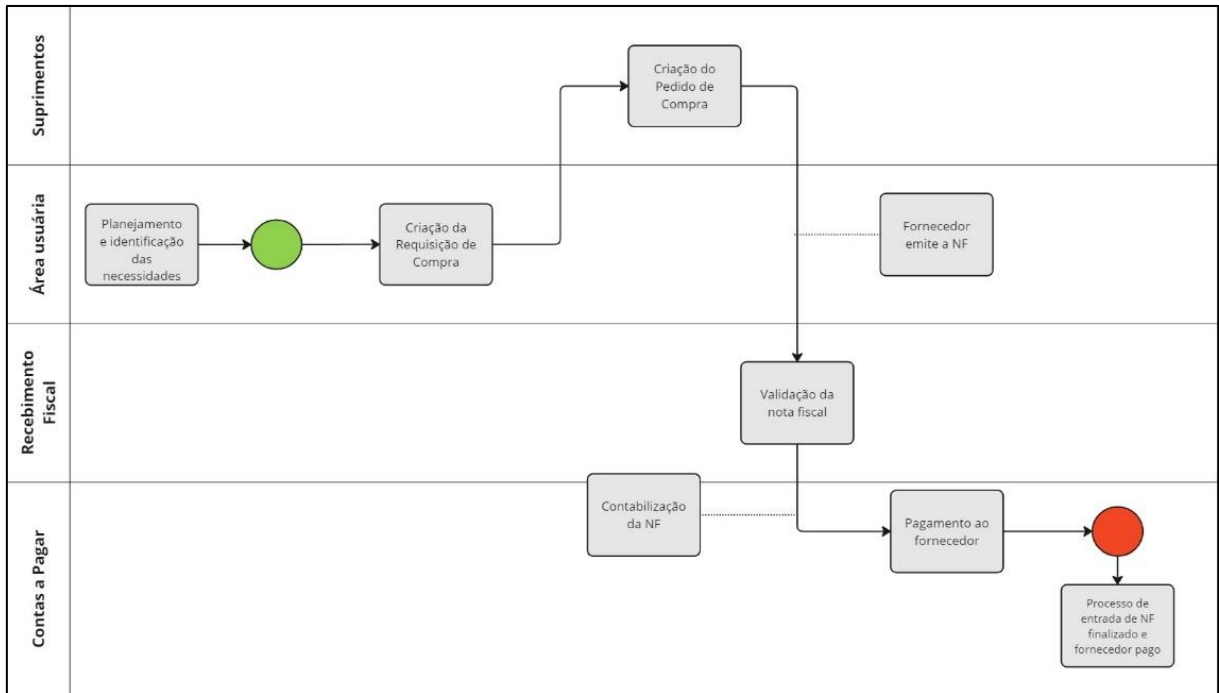 Suprimentos
Criação do
Pedido de
Compra
Área usuária
Planejamento
e identificação
das
necessidades
Criação da
Requisição de
Compra
Fornecedor
emite a NF
Recebimento
Fiscal
Validação da
nota fiscal
Contas a Pagar
Contabilização
da NF
Pagamento ao
fornecedor
Processo de
entrada de NF
finalizado e
fornecedor pago